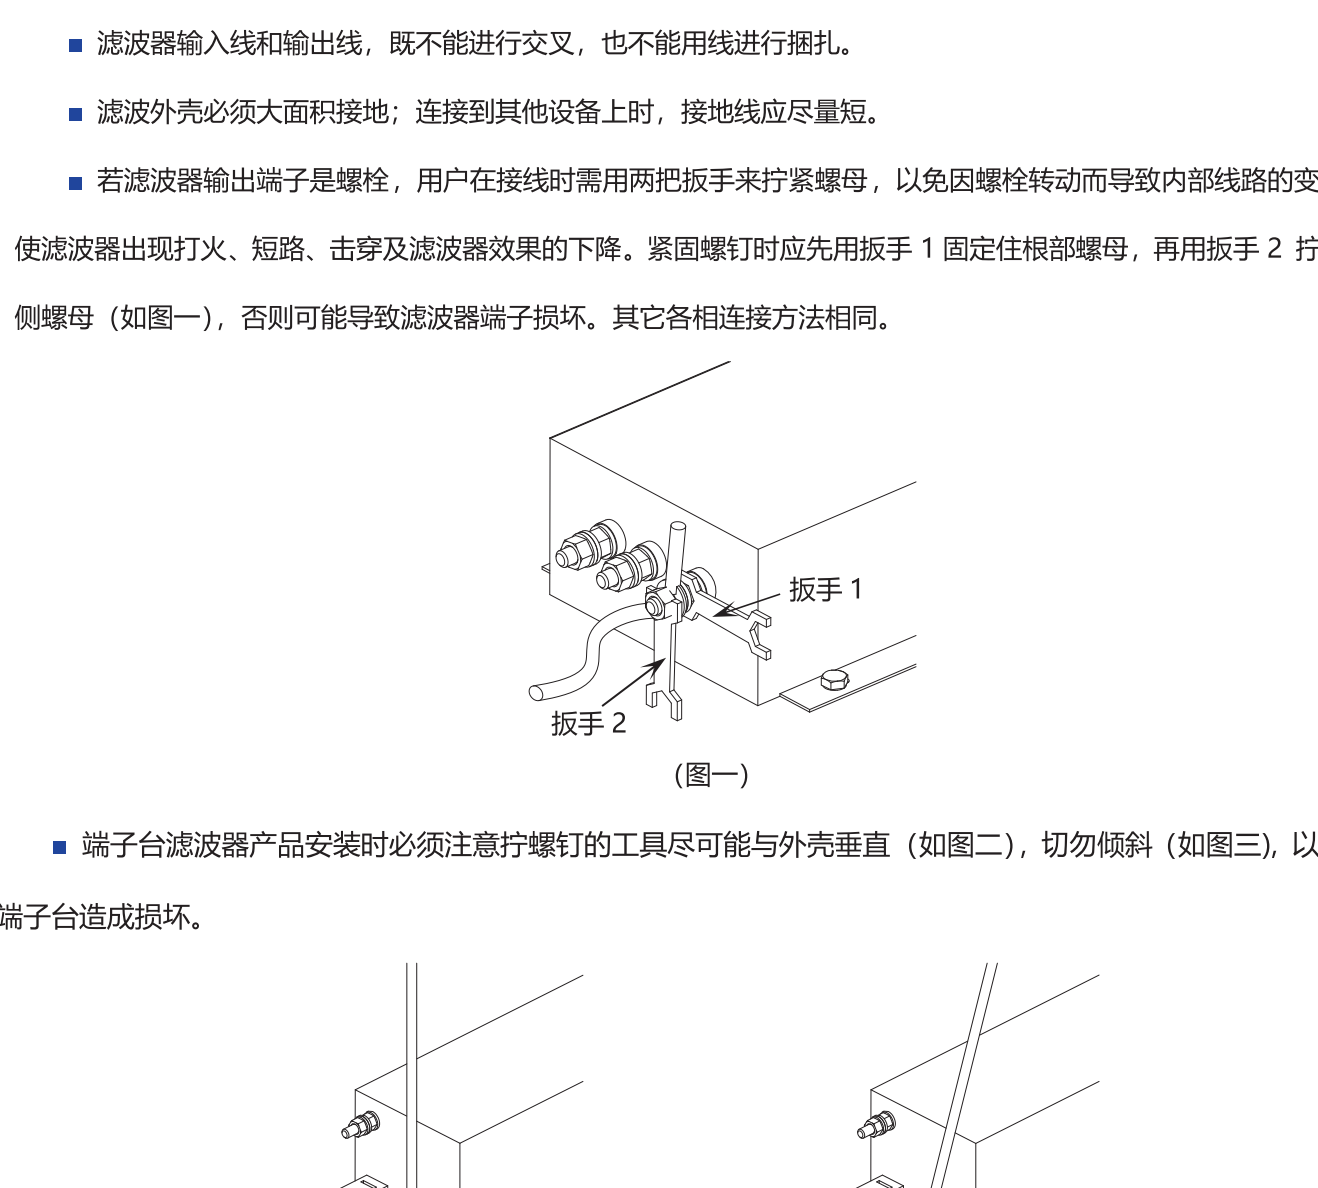 ■ 滤波器输入线和输出线，既不能进行交叉，也不能用线进行捆扎。
■ 滤波外壳必须大面积接地；连接到其他设备上时，接地线应尽量短。
■ 若滤波器输出端子是螺栓，用户在接线时需用两把扳手来拧紧螺母，以免因螺栓转动而导致内部线路的变
使滤波器出现打火、短路、击穿及滤波器效果的下降。紧固螺钉时应先用扳手 1 固定住根部螺母，再用扳手 2 拧
侧螺母（如图一），否则可能导致滤波器端子损坏。其它各相连接方法相同。
扳手 1
扳手 2
（图一）
■ 端子台滤波器产品安装时必须注意拧螺钉的工具尽可能与外壳垂直（如图二），切勿倾斜（如图三），以
端子台造成损坏。